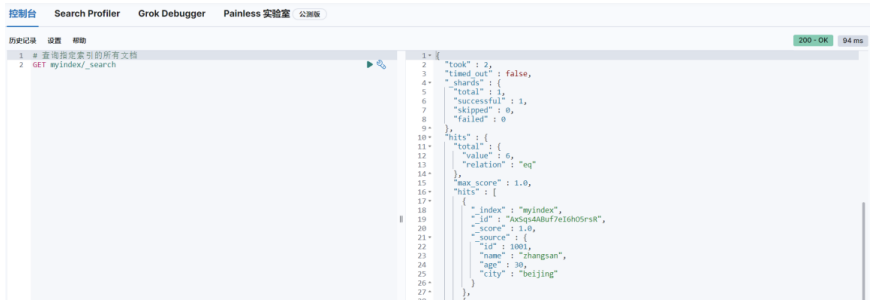 控制台 Search Profiler Grok Debugger Painless 实验室 公测版
历史记录 设置 帮助 200 - OK 94 ms
1 # 查询指定索引的所有文档
2 GET myindex/_search
1 {
2 "took" : 2,
3 "timed_out" : false,
4 "_shards" : {
5 "total" : 1,
6 "successful" : 1,
7 "skipped" : 0,
8 "failed" : 0
9 },
10 "hits" : {
11 "total" : {
12 "value" : 6,
13 "relation" : "eq"
14 },
15 "max_score" : 1.0,
16 "hits" : [
17 {
18 "_index" : "myindex",
19 "_id" : "AxSqs4ABuf7eI6hO5rsR",
20 "_score" : 1.0,
21 "_source" : {
22 "id" : 1001,
23 "name" : "zhangsan",
24 "age" : 30,
25 "city" : "beijing"
26 }
27 },